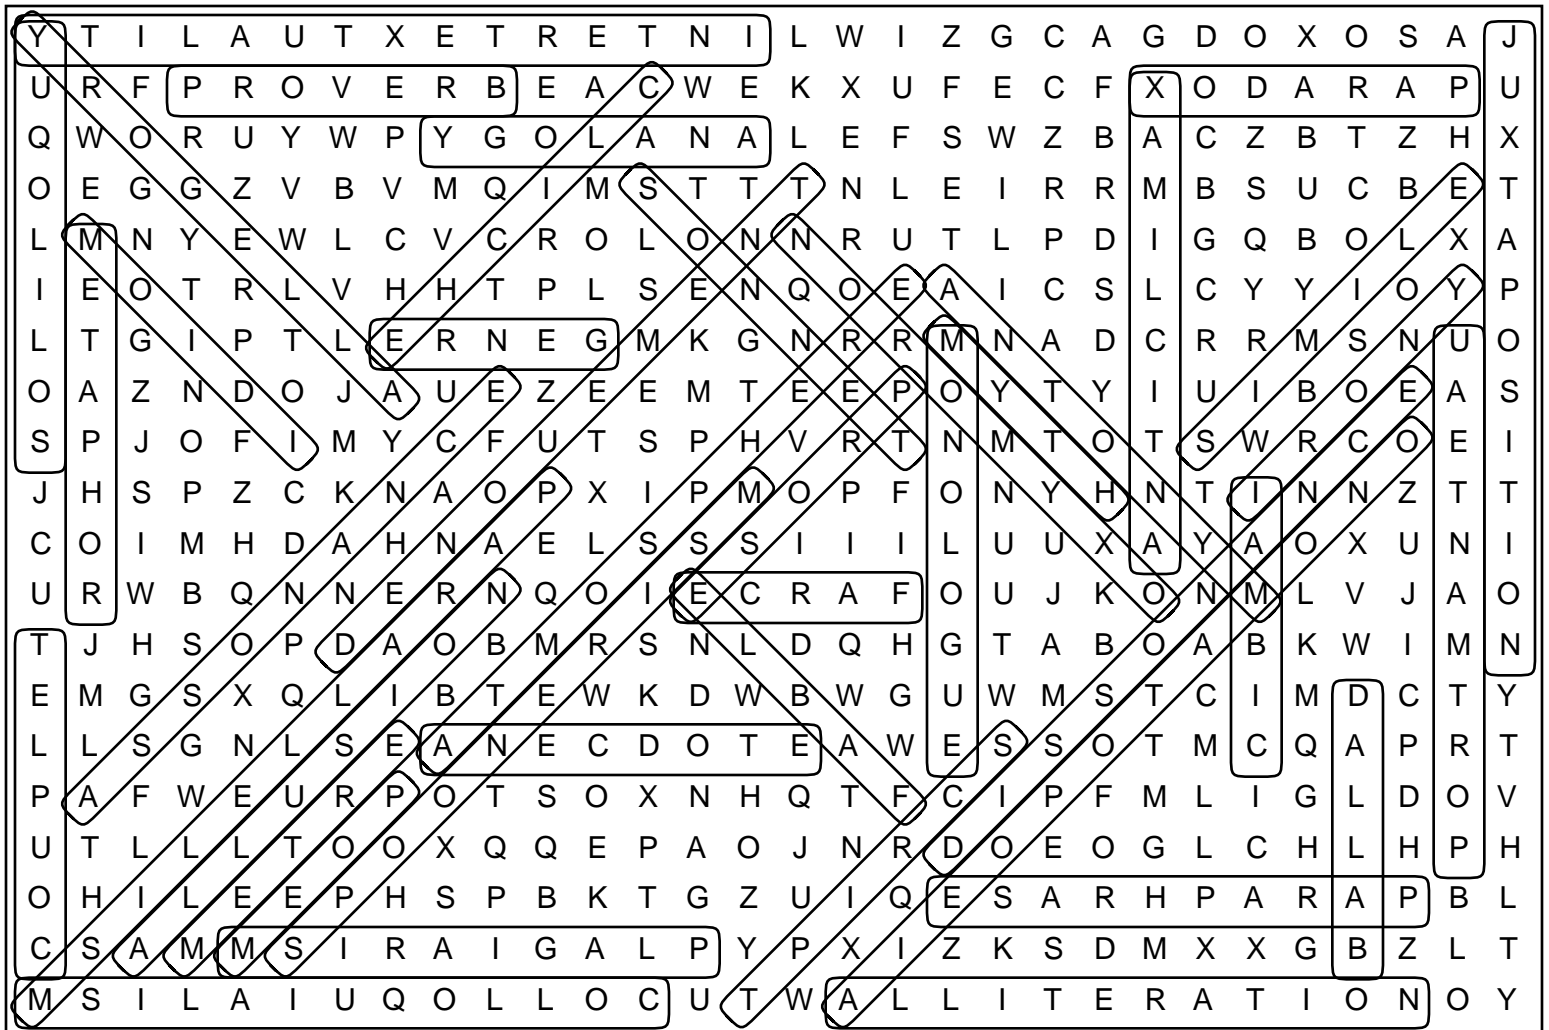 Y T I L A U T X E T R E T N I L W I Z G C A G D O X O S A J
U R F P R O V E R B E A C W E K X U F E C F X O D A R A P U
Q W O R U Y W P Y G O L A N A L E F S W Z B A C Z B T Z H X
O E G G Z V B V M Q I M S T T T N L E I R R M B S U C B E T
L M N Y E W L C V C R O L O N N R U T L P D I G Q B O L X A
I E O T R L V H H T P L S E N Q O E A I C S L C Y Y I O Y P
L T G I P T L E R N E G M K G N R R M N A D C R R M S N U O
O A Z N D O J A U E Z E E M T E E P O Y T Y I U I B O E A S
S P J O F I M Y C F U T S P H V R T N M T O T S W R C O E I
J H S P Z C K N A O P X I P M O P F O N Y H N T I N N Z T T
C O I M H D A H N A E L S S S I I I L U U X A Y A O X U N I
U R W B Q N N E R N Q O I E C R A F O U J K O N M L V J A O
T J H S O P D A O B M R S N L D Q H G T A B O A B K W I M N
E M G S X Q L I B T E W K D W B W G U W M S T C I M D C T Y
L L S G N L S E A N E C D O T E A W E S S O T M C Q A P R T
P A F W E U R P O T S O X N H Q T F C I P F M L I G L D O V
U T L L L T O O X Q Q E P A O J N R D O E O G L C H L H P H
O H I L E E P H S P B K T G Z U I Q E S A R H P A R A P B L
C S A M M S I R A I G A L P Y P X I Z K S D M X X G B Z L T
M S I L A I U Q O L L O C U T W A L L I T E R A T I O N O Y